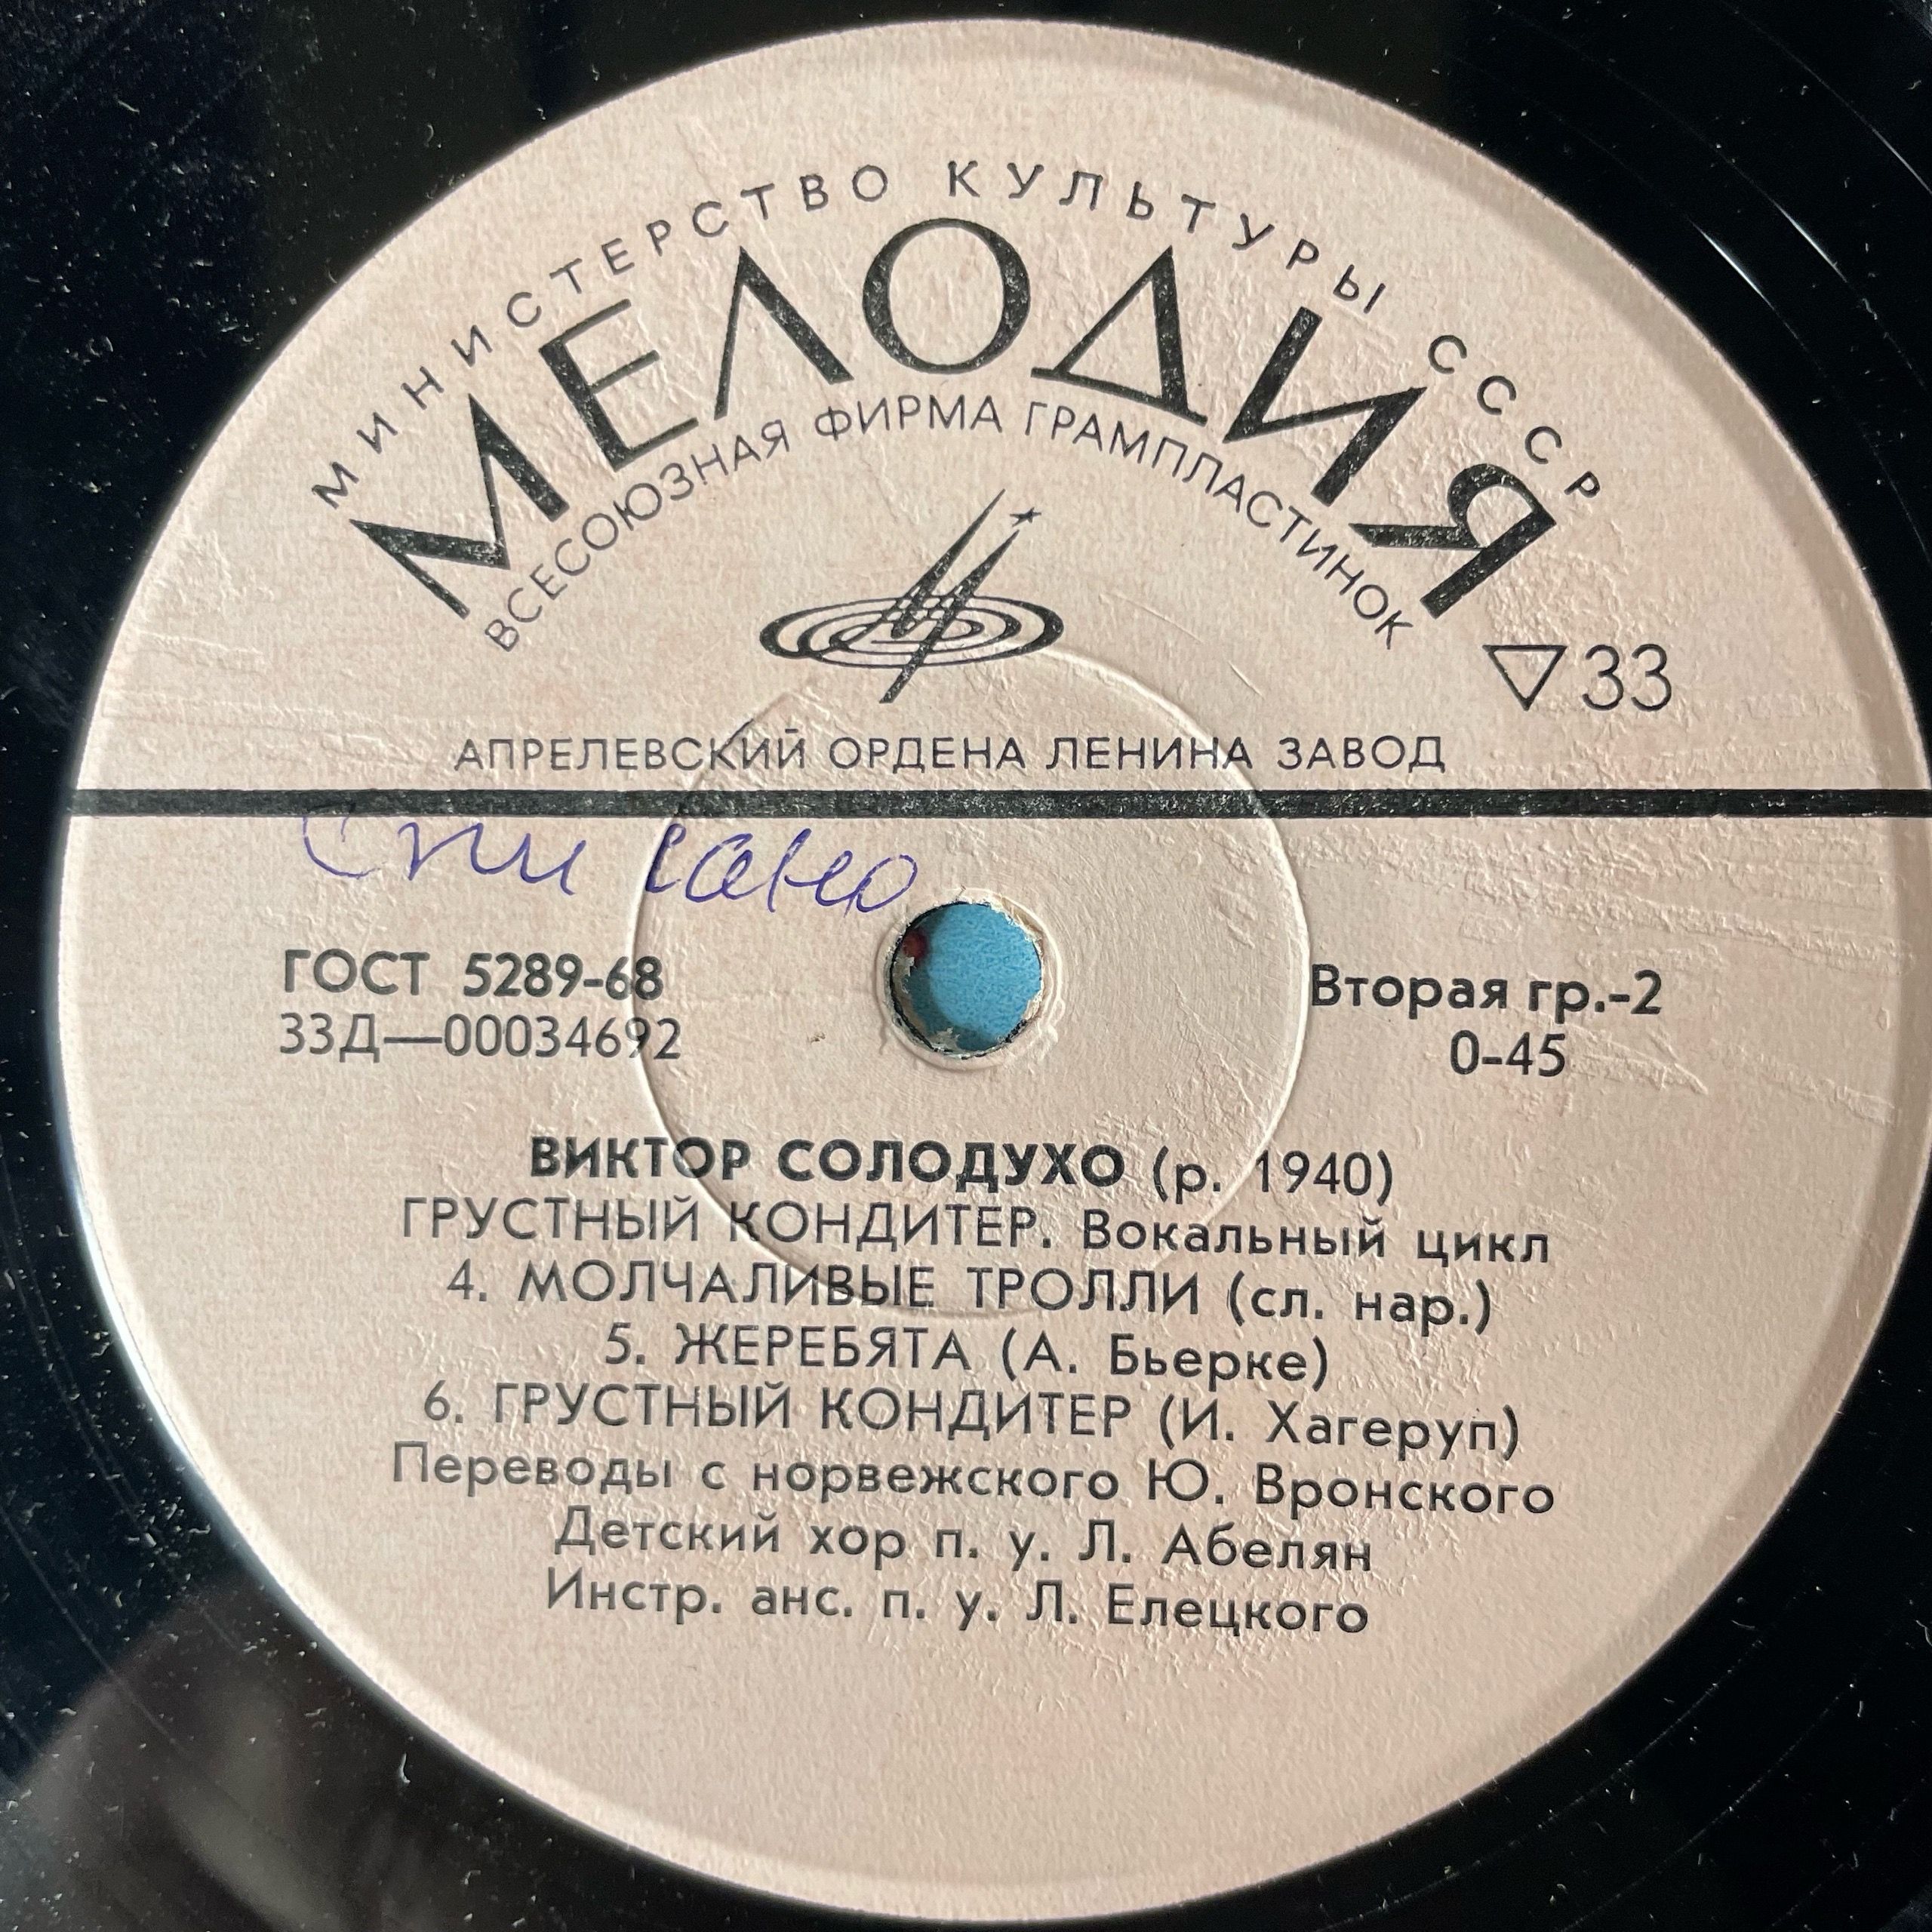 МИНИСТЕРСТВО КУЛЬТУРЫ СССР
МЕЛОДИЯ
ВСЕСОЮЗНАЯ ФИРМА ГРАМПЛАСТИНОК
33
АПРЕЛЕВСКИЙ ОРДЕНА ЛЕНИНА ЗАВОД
ГОСТ 5289-68
33Д—00034692
Вторая гр.-2
0-45
ВИКТОР СОЛОДУХО (р. 1940)
ГРУСТНЫЙ КОНДИТЕР. Вокальный цикл
4. МОЛЧАЛИВЫЕ ТРОЛЛИ (сл. нар.)
5. ЖЕРЕБЯТА (А. Бьерке)
6. ГРУСТНЫЙ КОНДИТЕР (И. Хагеруп)
Переводы с норвежского Ю. Вронского
Детский хор п. у. Л. Абелян
Инстр. анс. п. у. Л. Елецкого